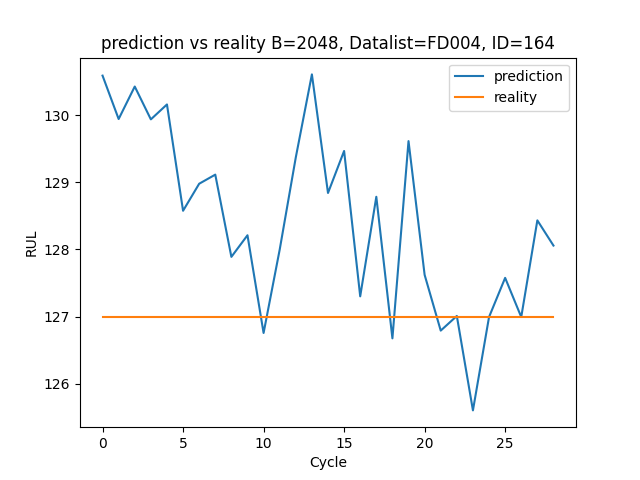 prediction vs reality B=2048, Datalist=FD004, ID=164
prediction
reality
130
129
128
127
126
RUL
0 5 10 15 20 25
Cycle